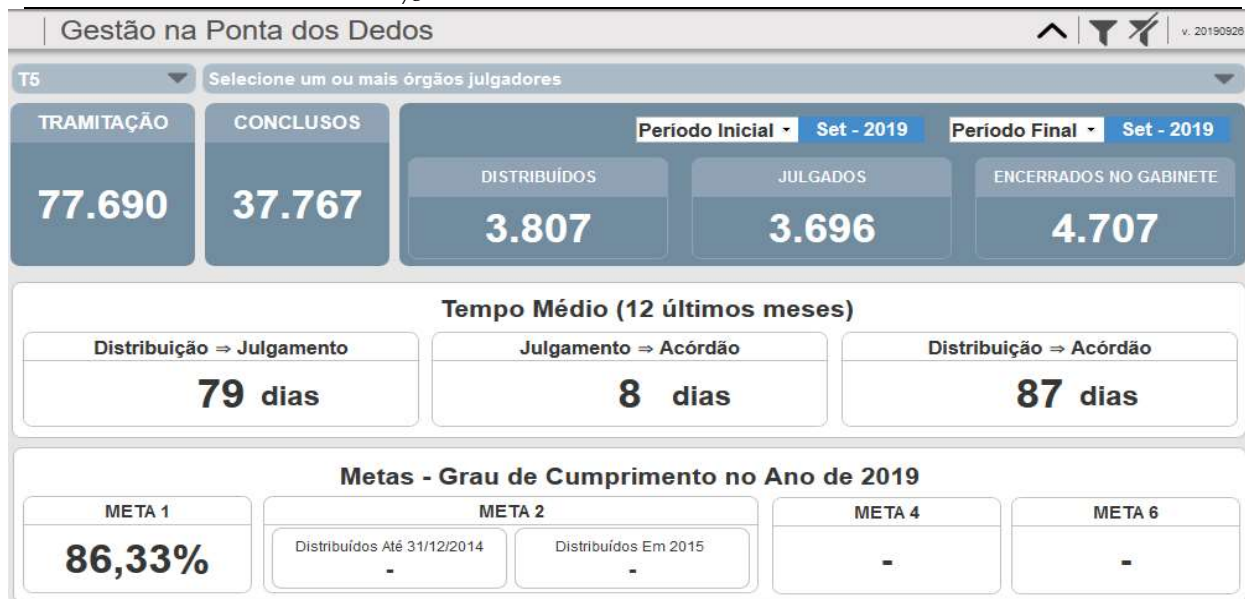 Gestão na Ponta dos Dedos
v. 20190926
T5
Selecione um ou mais órgãos julgadores
TRAMITAÇÃO
77.690
CONCLUSOS
37.767
Período Inicial Set - 2019 Período Final Set - 2019
DISTRIBUÍDOS
3.807
JULGADOS
3.696
ENCERRADOS NO GABINETE
4.707
Tempo Médio (12 últimos meses)
Distribuição ⇒ Julgamento
79 dias
Julgamento ⇒ Acórdão
8 dias
Distribuição ⇒ Acórdão
87 dias
Metas - Grau de Cumprimento no Ano de 2019
META 1
86,33%
META 2
Distribuídos Até 31/12/2014
-
Distribuídos Em 2015
-
META 4
-
META 6
-